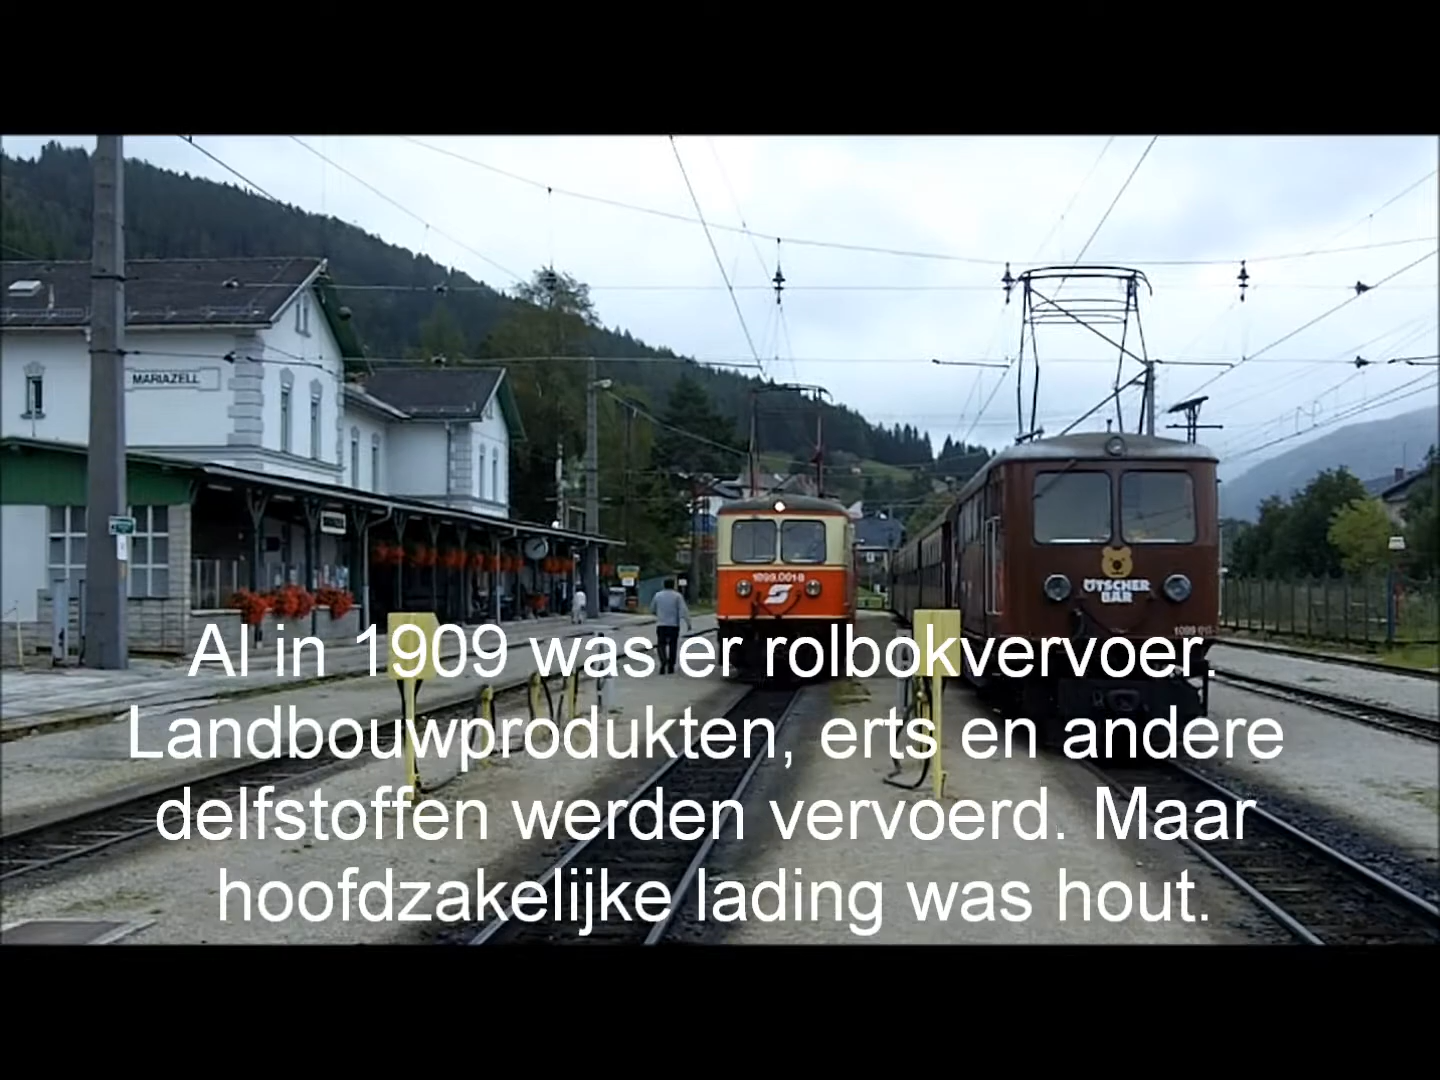 MARIAZELL
1099.001-8
ÖTSCHER
BÄR
Al in 1909 was er rolbokvervoer.
Landbouwprodukten, erts en andere
delfstoffen werden vervoerd. Maar
hoofdzakelijke lading was hout.